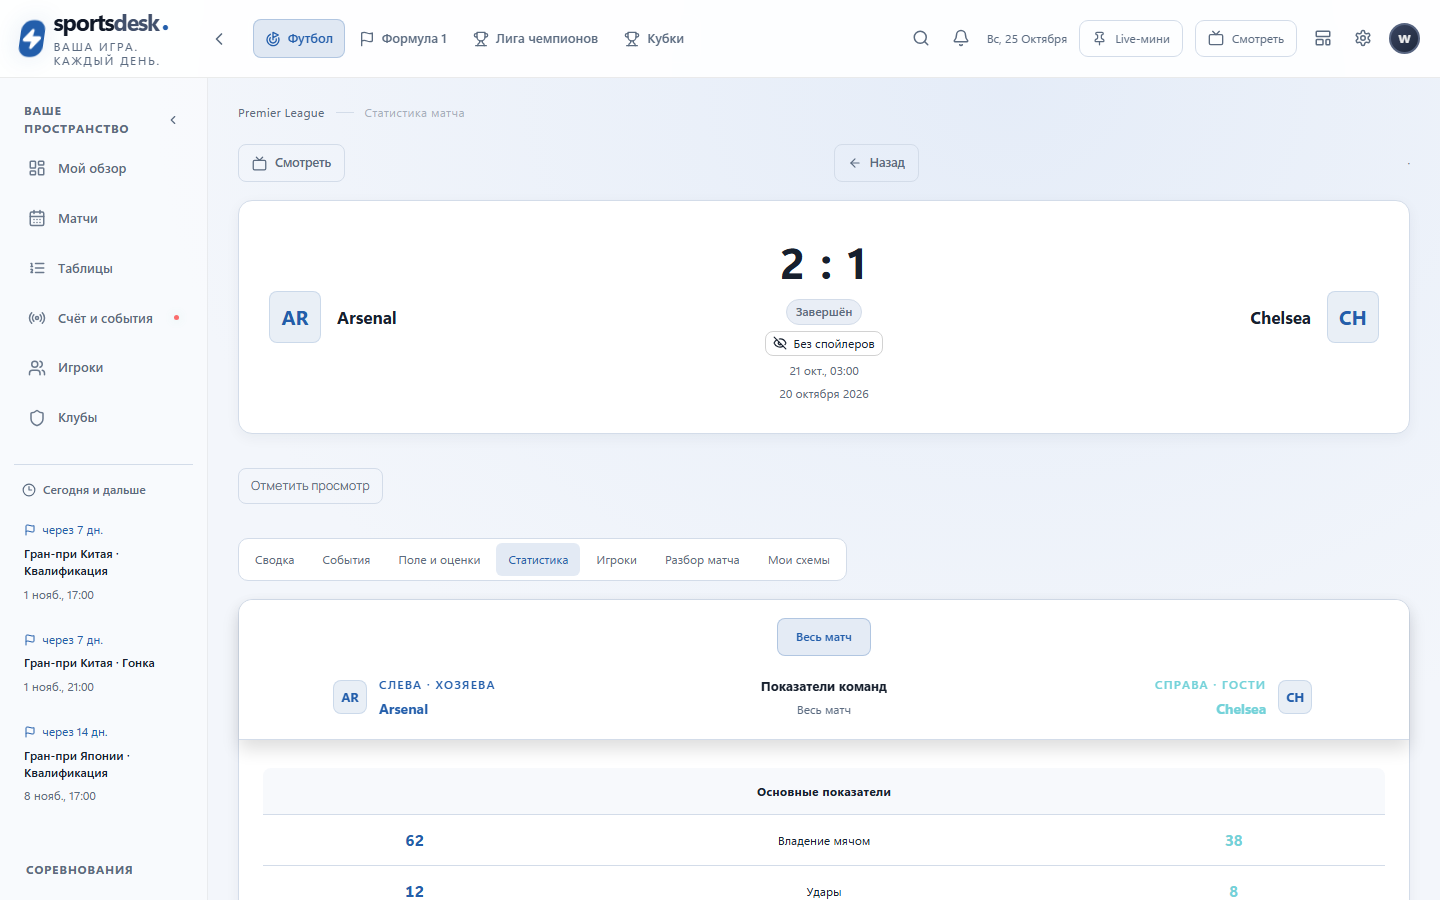 sportsdesk.
ВАША ИГРА.
КАЖДЫЙ ДЕНЬ.
Футбол
Формула 1
Лига чемпионов
Кубки
Вс, 25 Октября
Live-мини
Смотреть
W
ВАШЕ
ПРОСТРАНСТВО
Мой обзор
Матчи
Таблицы
Счёт и события
Игроки
Клубы
Сегодня и дальше
через 7 дн.
Гран-при Китая ·
Квалификация
1 нояб., 17:00
через 7 дн.
Гран-при Китая · Гонка
1 нояб., 21:00
через 14 дн.
Гран-при Японии ·
Квалификация
8 нояб., 17:00
СОРЕВНОВАНИЯ
Premier League — Статистика матча
Смотреть
Назад
·
2 : 1
AR Arsenal
Завершён
Chelsea CH
Без спойлеров
21 окт., 03:00
20 октября 2026
Отметить просмотр
Сводка
События
Поле и оценки
Статистика
Игроки
Разбор матча
Мои схемы
Весь матч
AR
СЛЕВА · ХОЗЯЕВА
Arsenal
Показатели команд
Весь матч
СПРАВА · ГОСТИ
Chelsea
CH
Основные показатели
62 Владение мячом 38
12 Удары 8